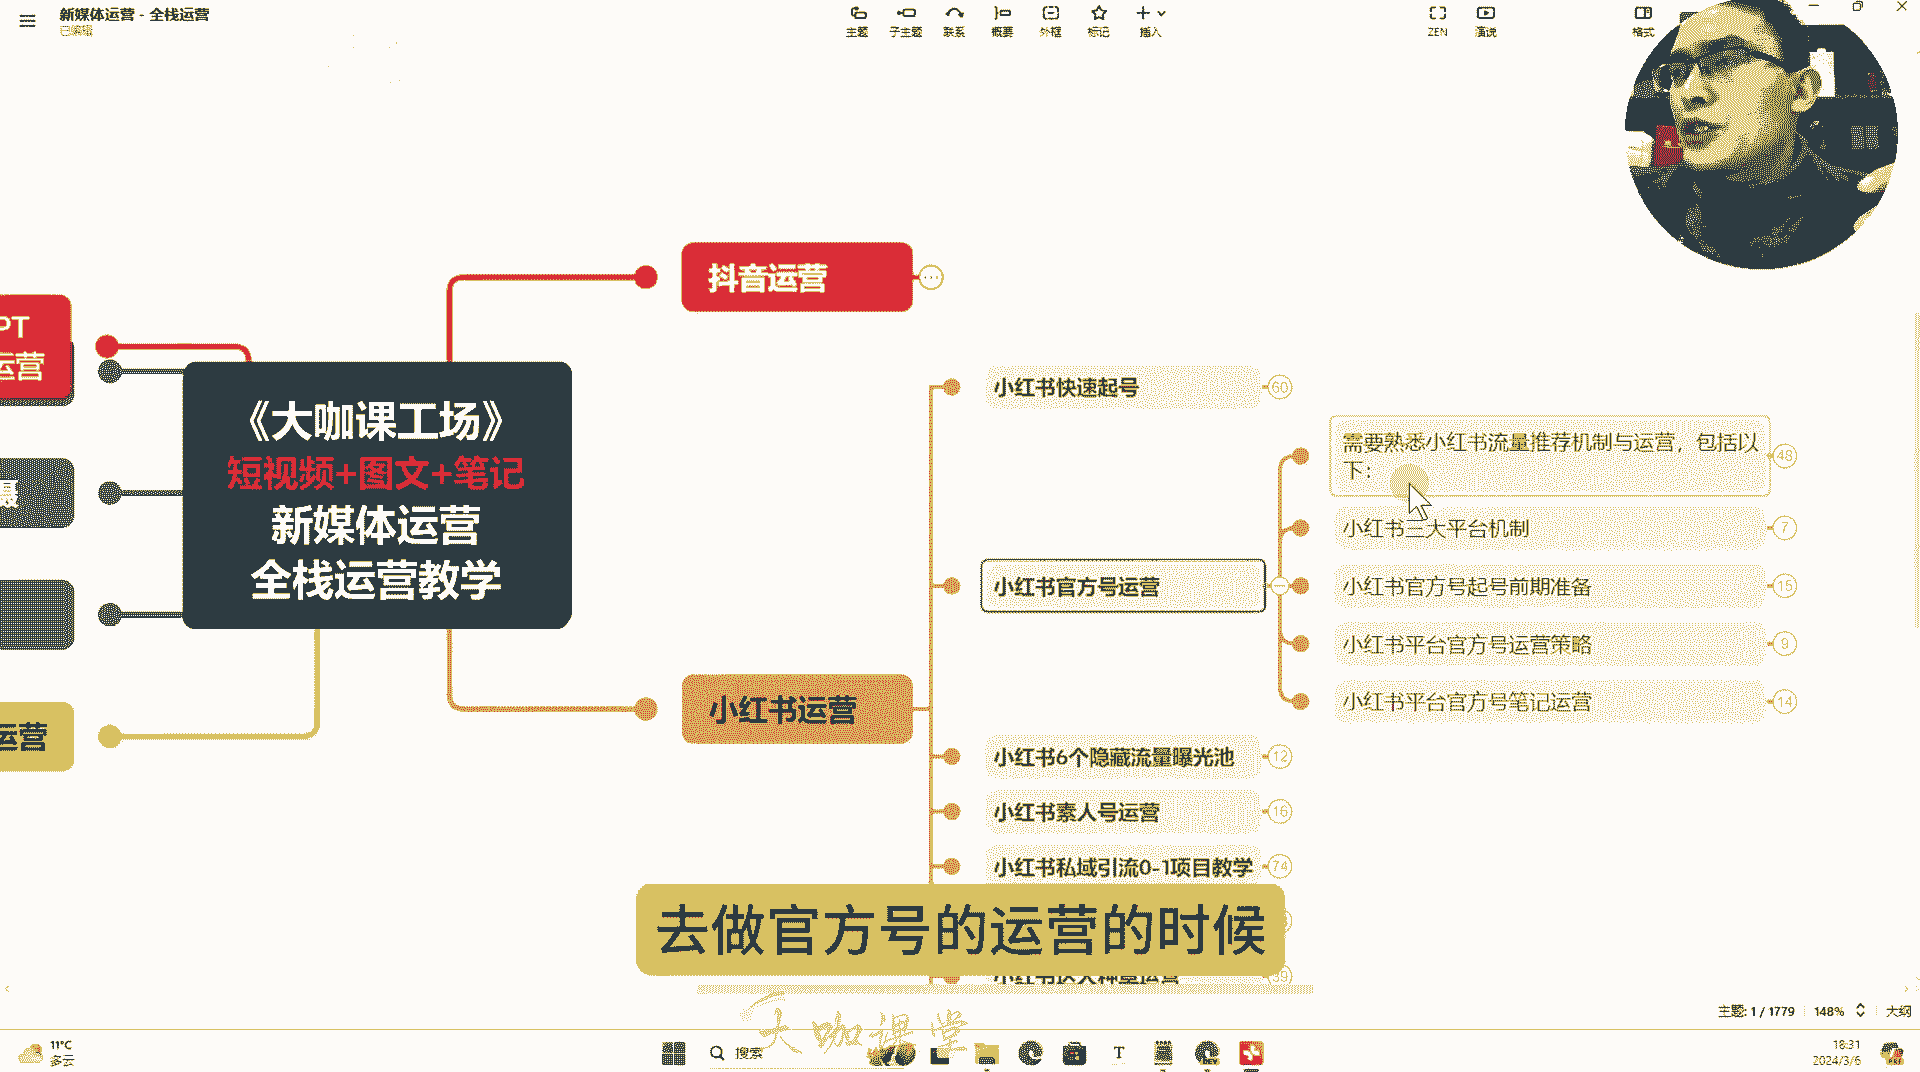 新媒体运营 - 全栈运营
已编辑
主题
子主题
联系
概要
外框
标记
插入
ZEN
演说
格式
PT
运营
摄
运营
《大咖课工场》
短视频+图文+笔记
新媒体运营
全栈运营教学
抖音运营
小红书运营
小红书快速起号
60
小红书官方号运营
需要熟悉小红书流量推荐机制与运营，包括以
下：
48
小红书三大平台机制
7
小红书官方号起号前期准备
15
小红书平台官方号运营策略
9
小红书平台官方号笔记运营
14
小红书6个隐藏流量曝光池
12
小红书素人号运营
16
小红书私域引流0-1项目教学
74
去做官方号的运营的时候
大咖课堂
主题: 1 / 1779
148%
大纲
11°C
多云
搜索
18:31
2024/3/6